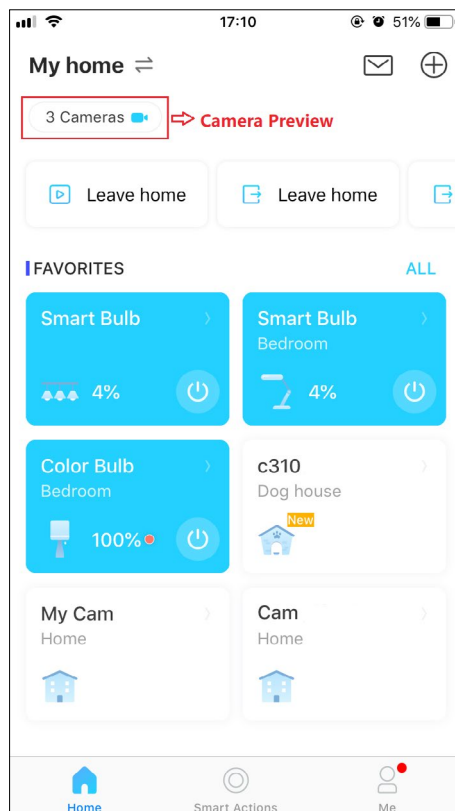 17:10
51%
My home
3 Cameras
Camera Preview
Leave home
Leave home
FAVORITES
ALL
Smart Bulb
4%
Smart Bulb
Bedroom
4%
Color Bulb
Bedroom
100%
c310
Dog house
New
My Cam
Home
Cam
Home
Home
Smart Actions
Me